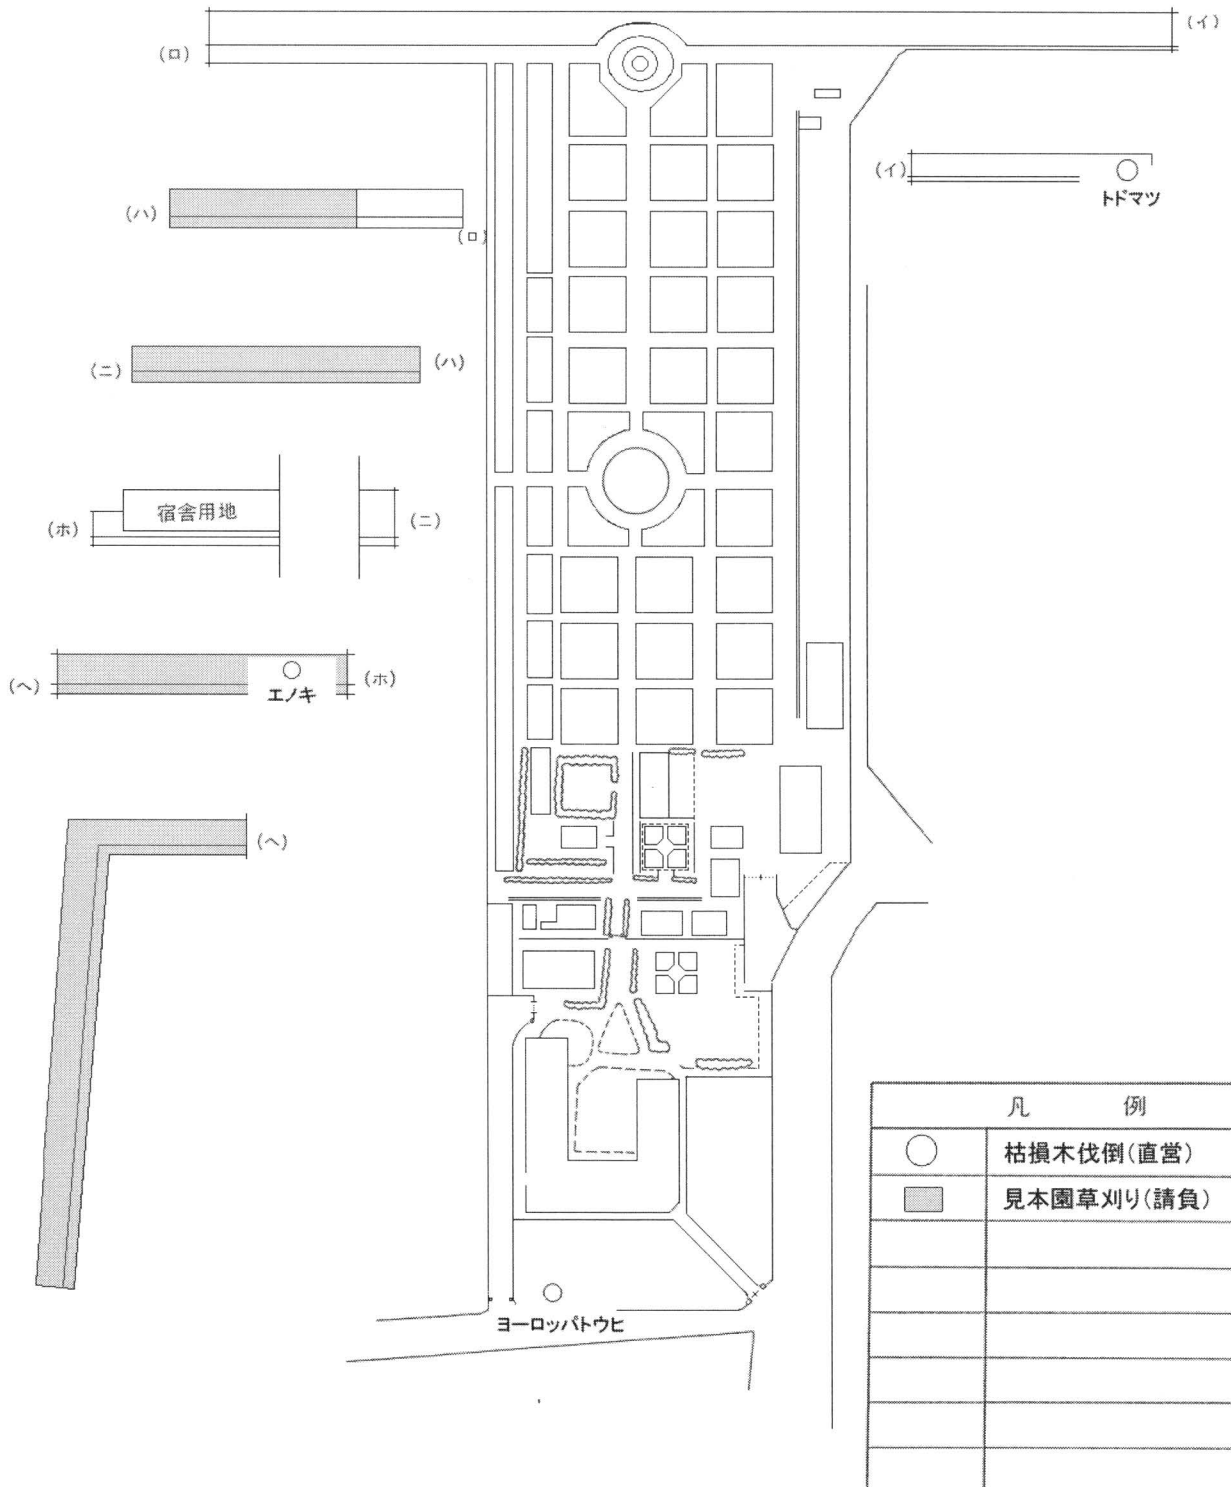 (イ)
(ロ)
(イ)
トドマツ
(ハ)
(ロ)
(ニ)
(ハ)
宿舎用地
(ホ)
(ニ)
(ヘ)
エノキ
(ホ)
(ヘ)
凡 例
枯損木伐倒(直営)
見本園草刈り(請負)
ヨーロッパトウヒ